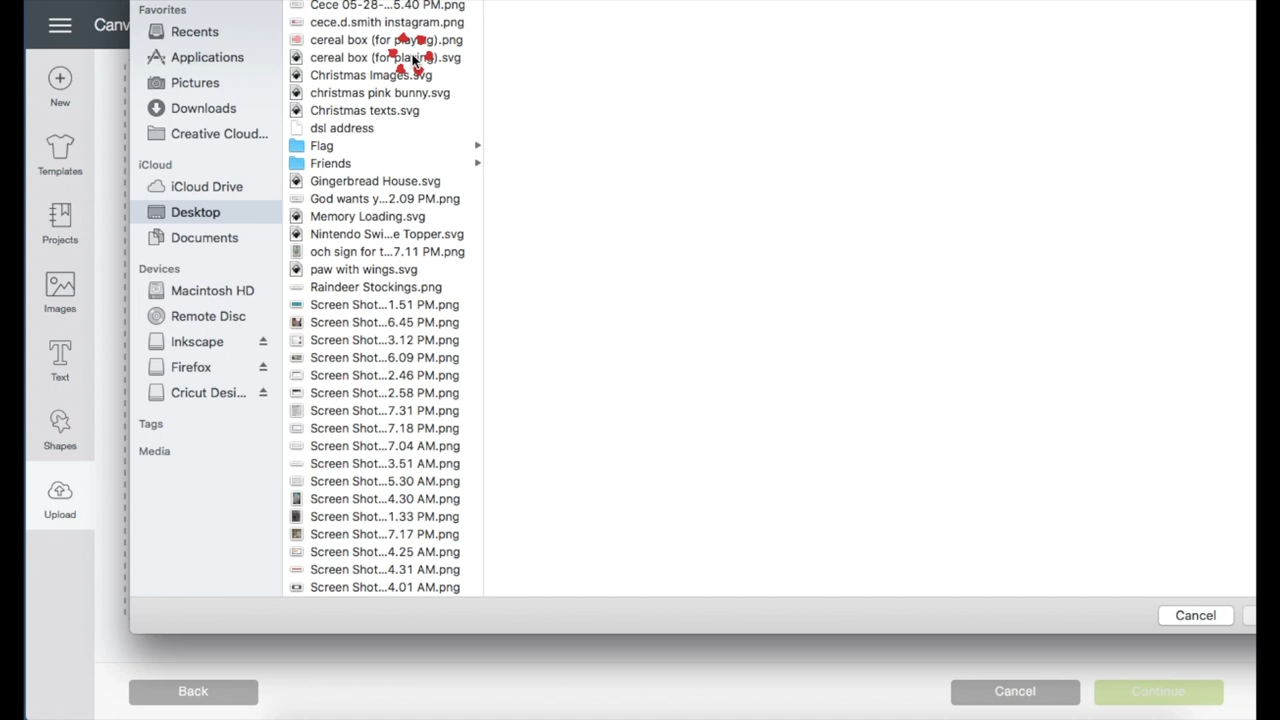 Canv
New
Templates
Projects
Images
Text
Shapes
Upload
Favorites
Recents
Applications
Pictures
Downloads
Creative Cloud...
iCloud
iCloud Drive
Desktop
Documents
Devices
Macintosh HD
Remote Disc
Inkscape
Firefox
Cricut Desi...
Tags
Media
Cece 05-28-...5.40 PM.png
cece.d.smith instagram.png
cereal box (for playing).png
cereal box (for playing).svg
Christmas Images.svg
christmas pink bunny.svg
Christmas texts.svg
dsl address
Flag
Friends
Gingerbread House.svg
God wants y...2.09 PM.png
Memory Loading.svg
Nintendo Swi...e Topper.svg
och sign for t...7.11 PM.png
paw with wings.svg
Raindeer Stockings.png
Screen Shot...1.51 PM.png
Screen Shot...6.45 PM.png
Screen Shot...3.12 PM.png
Screen Shot...6.09 PM.png
Screen Shot...2.46 PM.png
Screen Shot...2.58 PM.png
Screen Shot...7.31 PM.png
Screen Shot...7.18 PM.png
Screen Shot...7.04 AM.png
Screen Shot...3.51 AM.png
Screen Shot...5.30 AM.png
Screen Shot...4.30 AM.png
Screen Shot...1.33 PM.png
Screen Shot...7.17 PM.png
Screen Shot...4.25 AM.png
Screen Shot...4.31 AM.png
Screen Shot...4.01 AM.png
Cancel
Back
Cancel
Continue